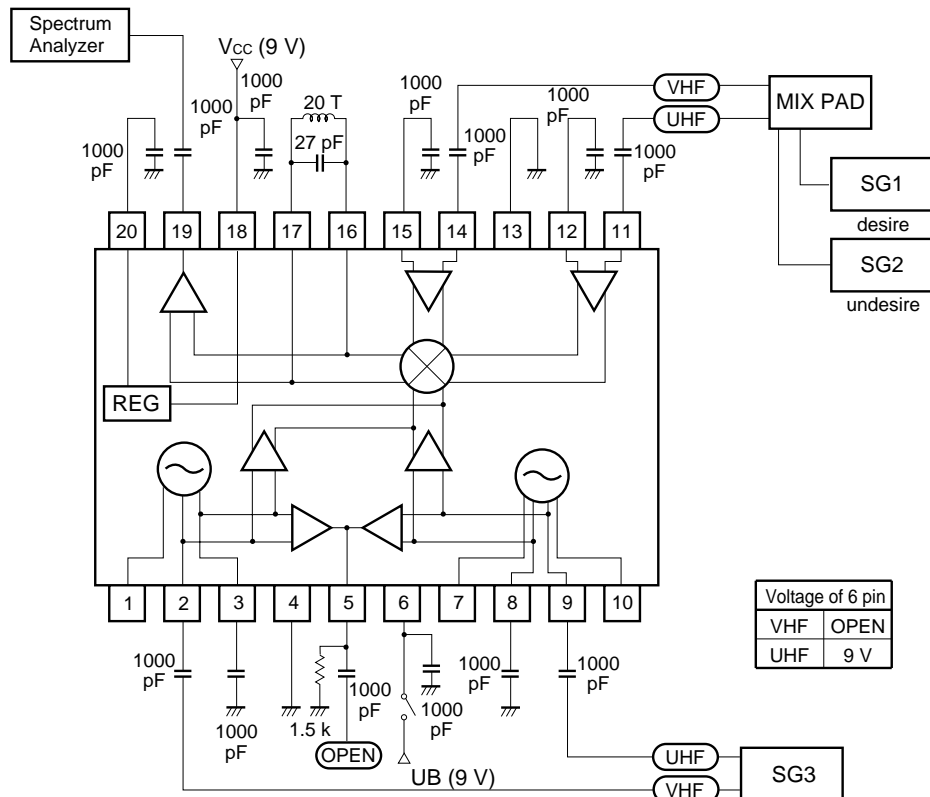 Spectrum
Analyzer
VCC (9 V)
1000
pF
1000
pF
1000
pF
20 T
27 pF
1000
pF
1000
pF
1000
pF
1000
pF
VHF
UHF
MIX PAD
SG1
desire
SG2
undesire
20
19
18
17
16
15
14
13
12
11
REG
1
2
3
4
5
6
7
8
9
10
Voltage of 6 pin
VHF OPEN
UHF 9 V
1000
pF
1000
pF
1.5 k
1000
pF
OPEN
1000
pF
UB (9 V)
1000
pF
1000
pF
UHF
VHF
SG3